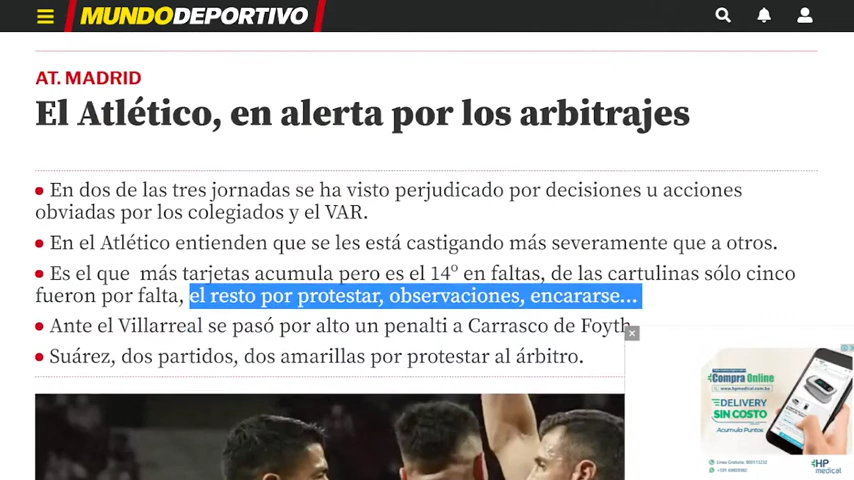 MUNDODEPORTIVO
AT. MADRID
El Atlético, en alerta por los arbitrajes
En dos de las tres jornadas se ha visto perjudicado por decisiones u acciones
obviadas por los colegiados y el VAR.
En el Atlético entienden que se les está castigando más severamente que a otros.
Es el que más tarjetas acumula pero es el 14º en faltas, de las cartulinas sólo cinco
fueron por falta, el resto por protestar, observaciones, encararse...
Ante el Villarreal se pasó por alto un penalti a Carrasco de Foyth
Suárez, dos partidos, dos amarillas por protestar al árbitro.
Compra Online
DELIVERY
SIN COSTO
Acumula Puntos
HP
medical